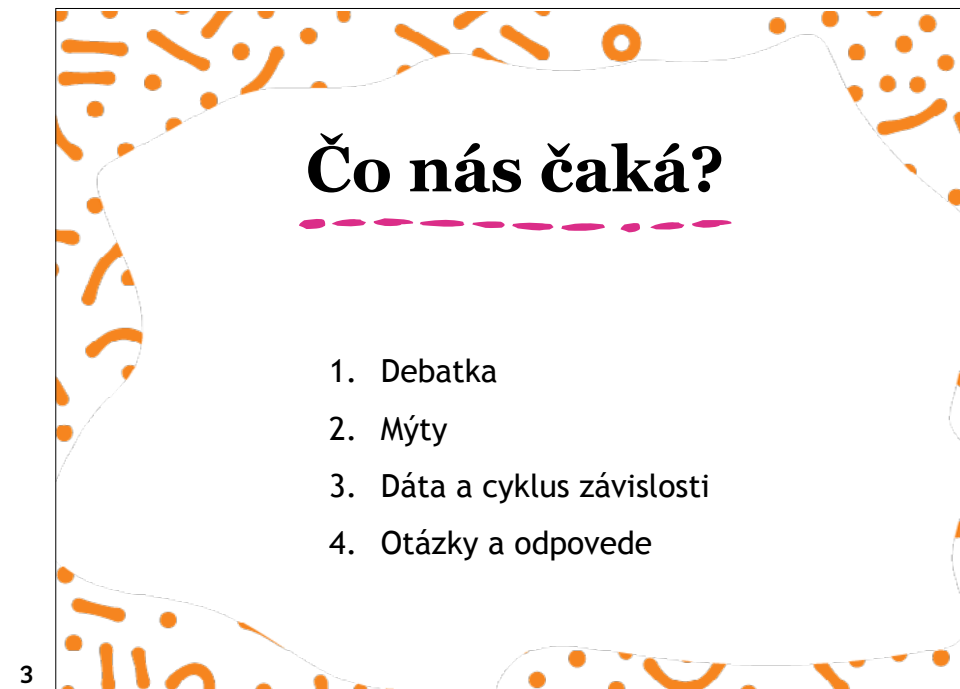 Čo nás čaká?
1. Debatka
2. Mýty
3. Dáta a cyklus závislosti
4. Otázky a odpovede
3